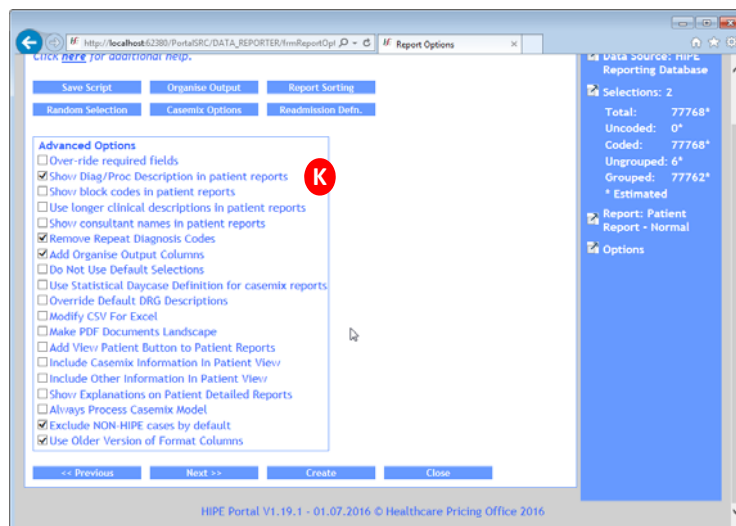 http://localhost:62380/PortalSRC/DATA_REPORTER/frmReportOpt
Report Options
Click here for additional help.
Save Script Organise Output Report Sorting
Random Selection Casemix Options Readmission Defn.
Advanced Options
Over-ride required fields
Show Diag/Proc Description in patient reports
K
Show block codes in patient reports
Use longer clinical descriptions in patient reports
Show consultant names in patient reports
Remove Repeat Diagnosis Codes
Add Organise Output Columns
Do Not Use Default Selections
Use Statistical Daycase Definition for casemix reports
Override Default DRG Descriptions
Modify CSV For Excel
Make PDF Documents Landscape
Add View Patient Button to Patient Reports
Include Casemix Information In Patient View
Include Other Information In Patient View
Show Explanations on Patient Detailed Reports
Always Process Casemix Model
Exclude NON-HIPE cases by default
Use Older Version of Format Columns
<< Previous Next >> Create Close
Data Source: HIPE
Reporting Database
Selections: 2
Total: 77768*
Uncoded: 0*
Coded: 77768*
Ungrouped: 6*
Grouped: 77762*
* Estimated
Report: Patient
Report - Normal
Options
HIPE Portal V1.19.1 - 01.07.2016 © Healthcare Pricing Office 2016